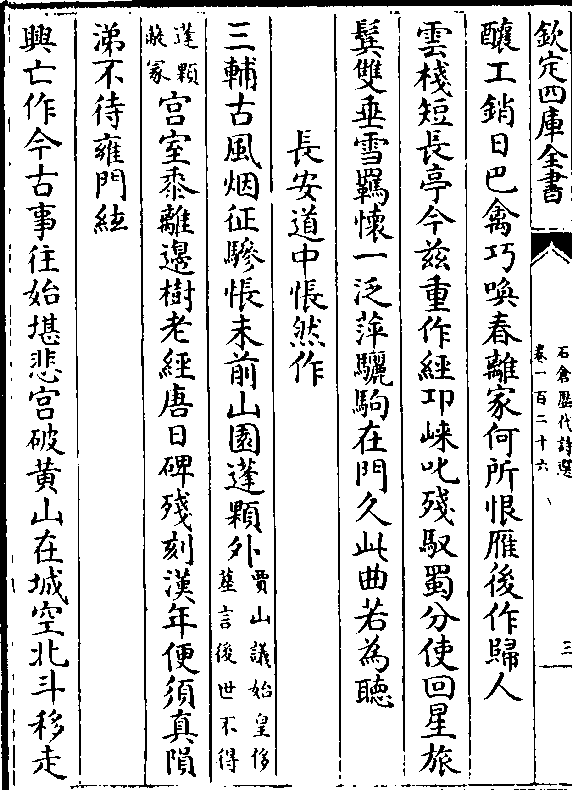 欽定四庫全書
石倉歷代詩選
卷一百二十六
三
釀工銷日巴禽巧喚春離家何所恨雁後作歸人
雲棧短長亭今兹重作經邛崍叱殘馭蜀分使回星旅
鬂雙垂雪羈懷一泛萍驪駒在門久此曲若為聽
長安道中悵然作
三輔古風烟征驂悵未前山園蓬顆外
賈山議始皇侈
葬言後世不得
蓬顆
蔽冢
宫室黍離邊樹老經唐日碑殘刻漢年便須真隕
涕不待雍門絃
興亡作今古事往始堪悲宫破黄山在城空北斗移走